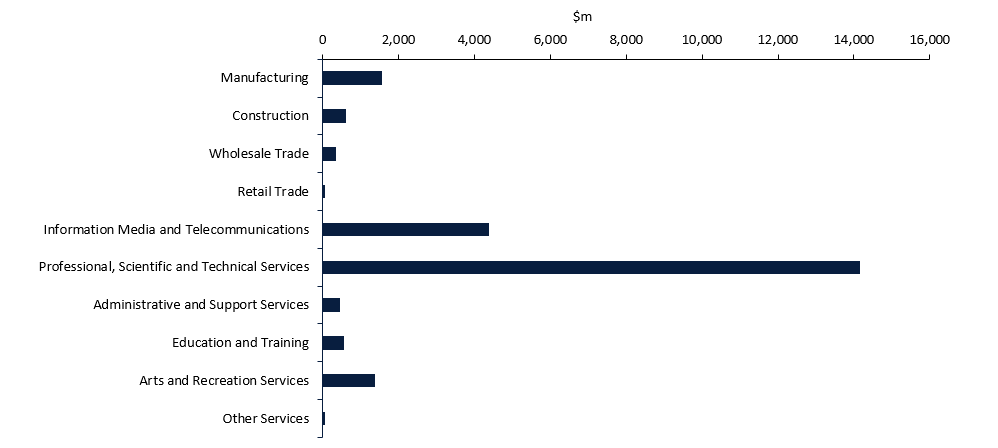 $m
0 2,000 4,000 6,000 8,000 10,000 12,000 14,000 16,000
Manufacturing
Construction
Wholesale Trade
Retail Trade
Information Media and Telecommunications
Professional, Scientific and Technical Services
Administrative and Support Services
Education and Training
Arts and Recreation Services
Other Services